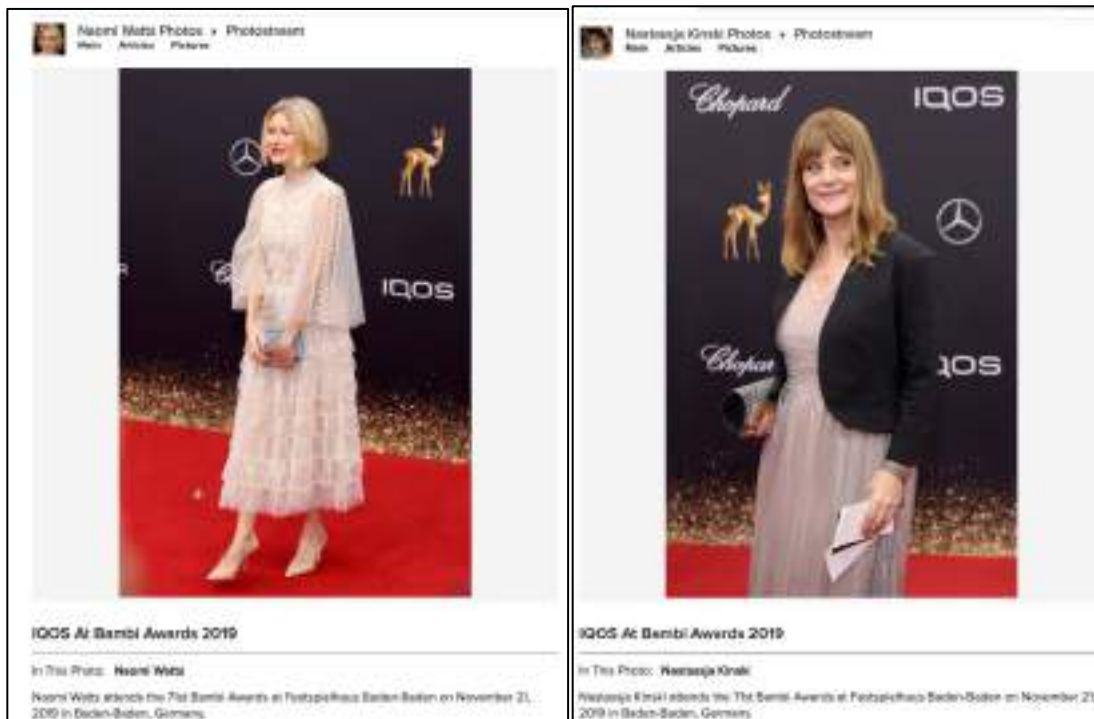 Naomi Watts Photos › Photostream
Main Articles Pictures
IQOS
IQOS At Bambi Awards 2019
In This Photo: Naomi Watts
Naomi Watts attends the 71st Bambi Awards at Festspielhaus Baden-Baden on November 21,
2019 in Baden-Baden, Germany.
Nastassja Kinski Photos › Photostream
Main Articles Pictures
Chopard
IQOS
Chopar
IQOS
IQOS At Bambi Awards 2019
In This Photo: Nastassja Kinski
Nastassja Kinski attends the 71st Bambi Awards at Festspielhaus Baden-Baden on November 21,
2019 in Baden-Baden, Germany.